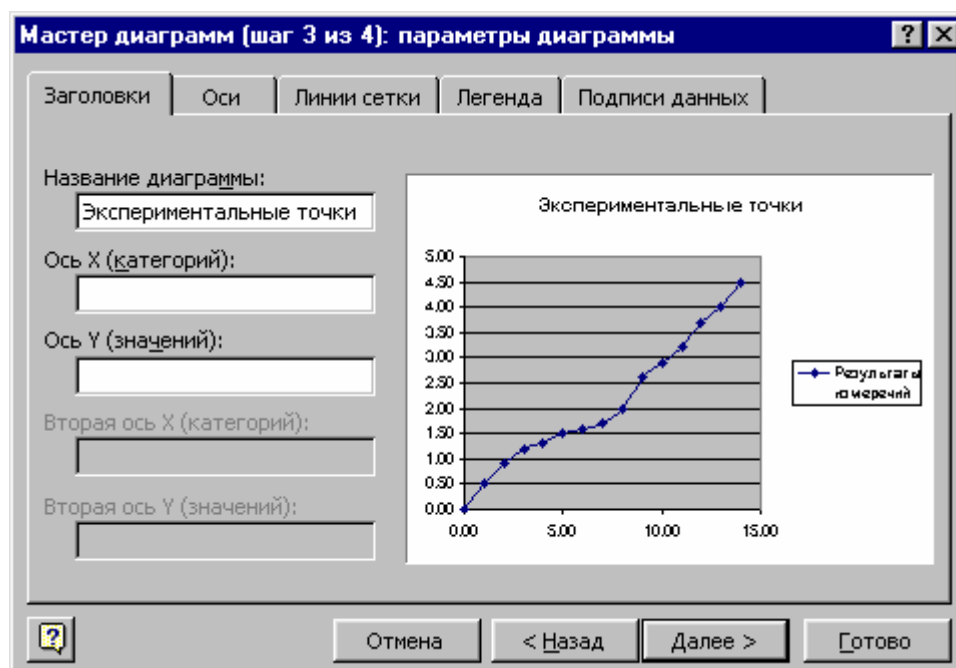 Мастер диаграмм (шаг 3 из 4): параметры диаграммы
Заголовки Оси Линии сетки Легенда Подписи данных
Название диаграммы:
Экспериментальные точки
Ось X (категорий):
Ось Y (значений):
Вторая ось X (категорий):
Вторая ось Y (значений):
Экспериментальные точки
5.00
4.50
4.00
3.50
3.00
2.50
2.00
1.50
1.00
0.50
0.00
0.00 5.00 10.00 15.00
Результаты
измерений
Отмена < Назад Далее > Готово